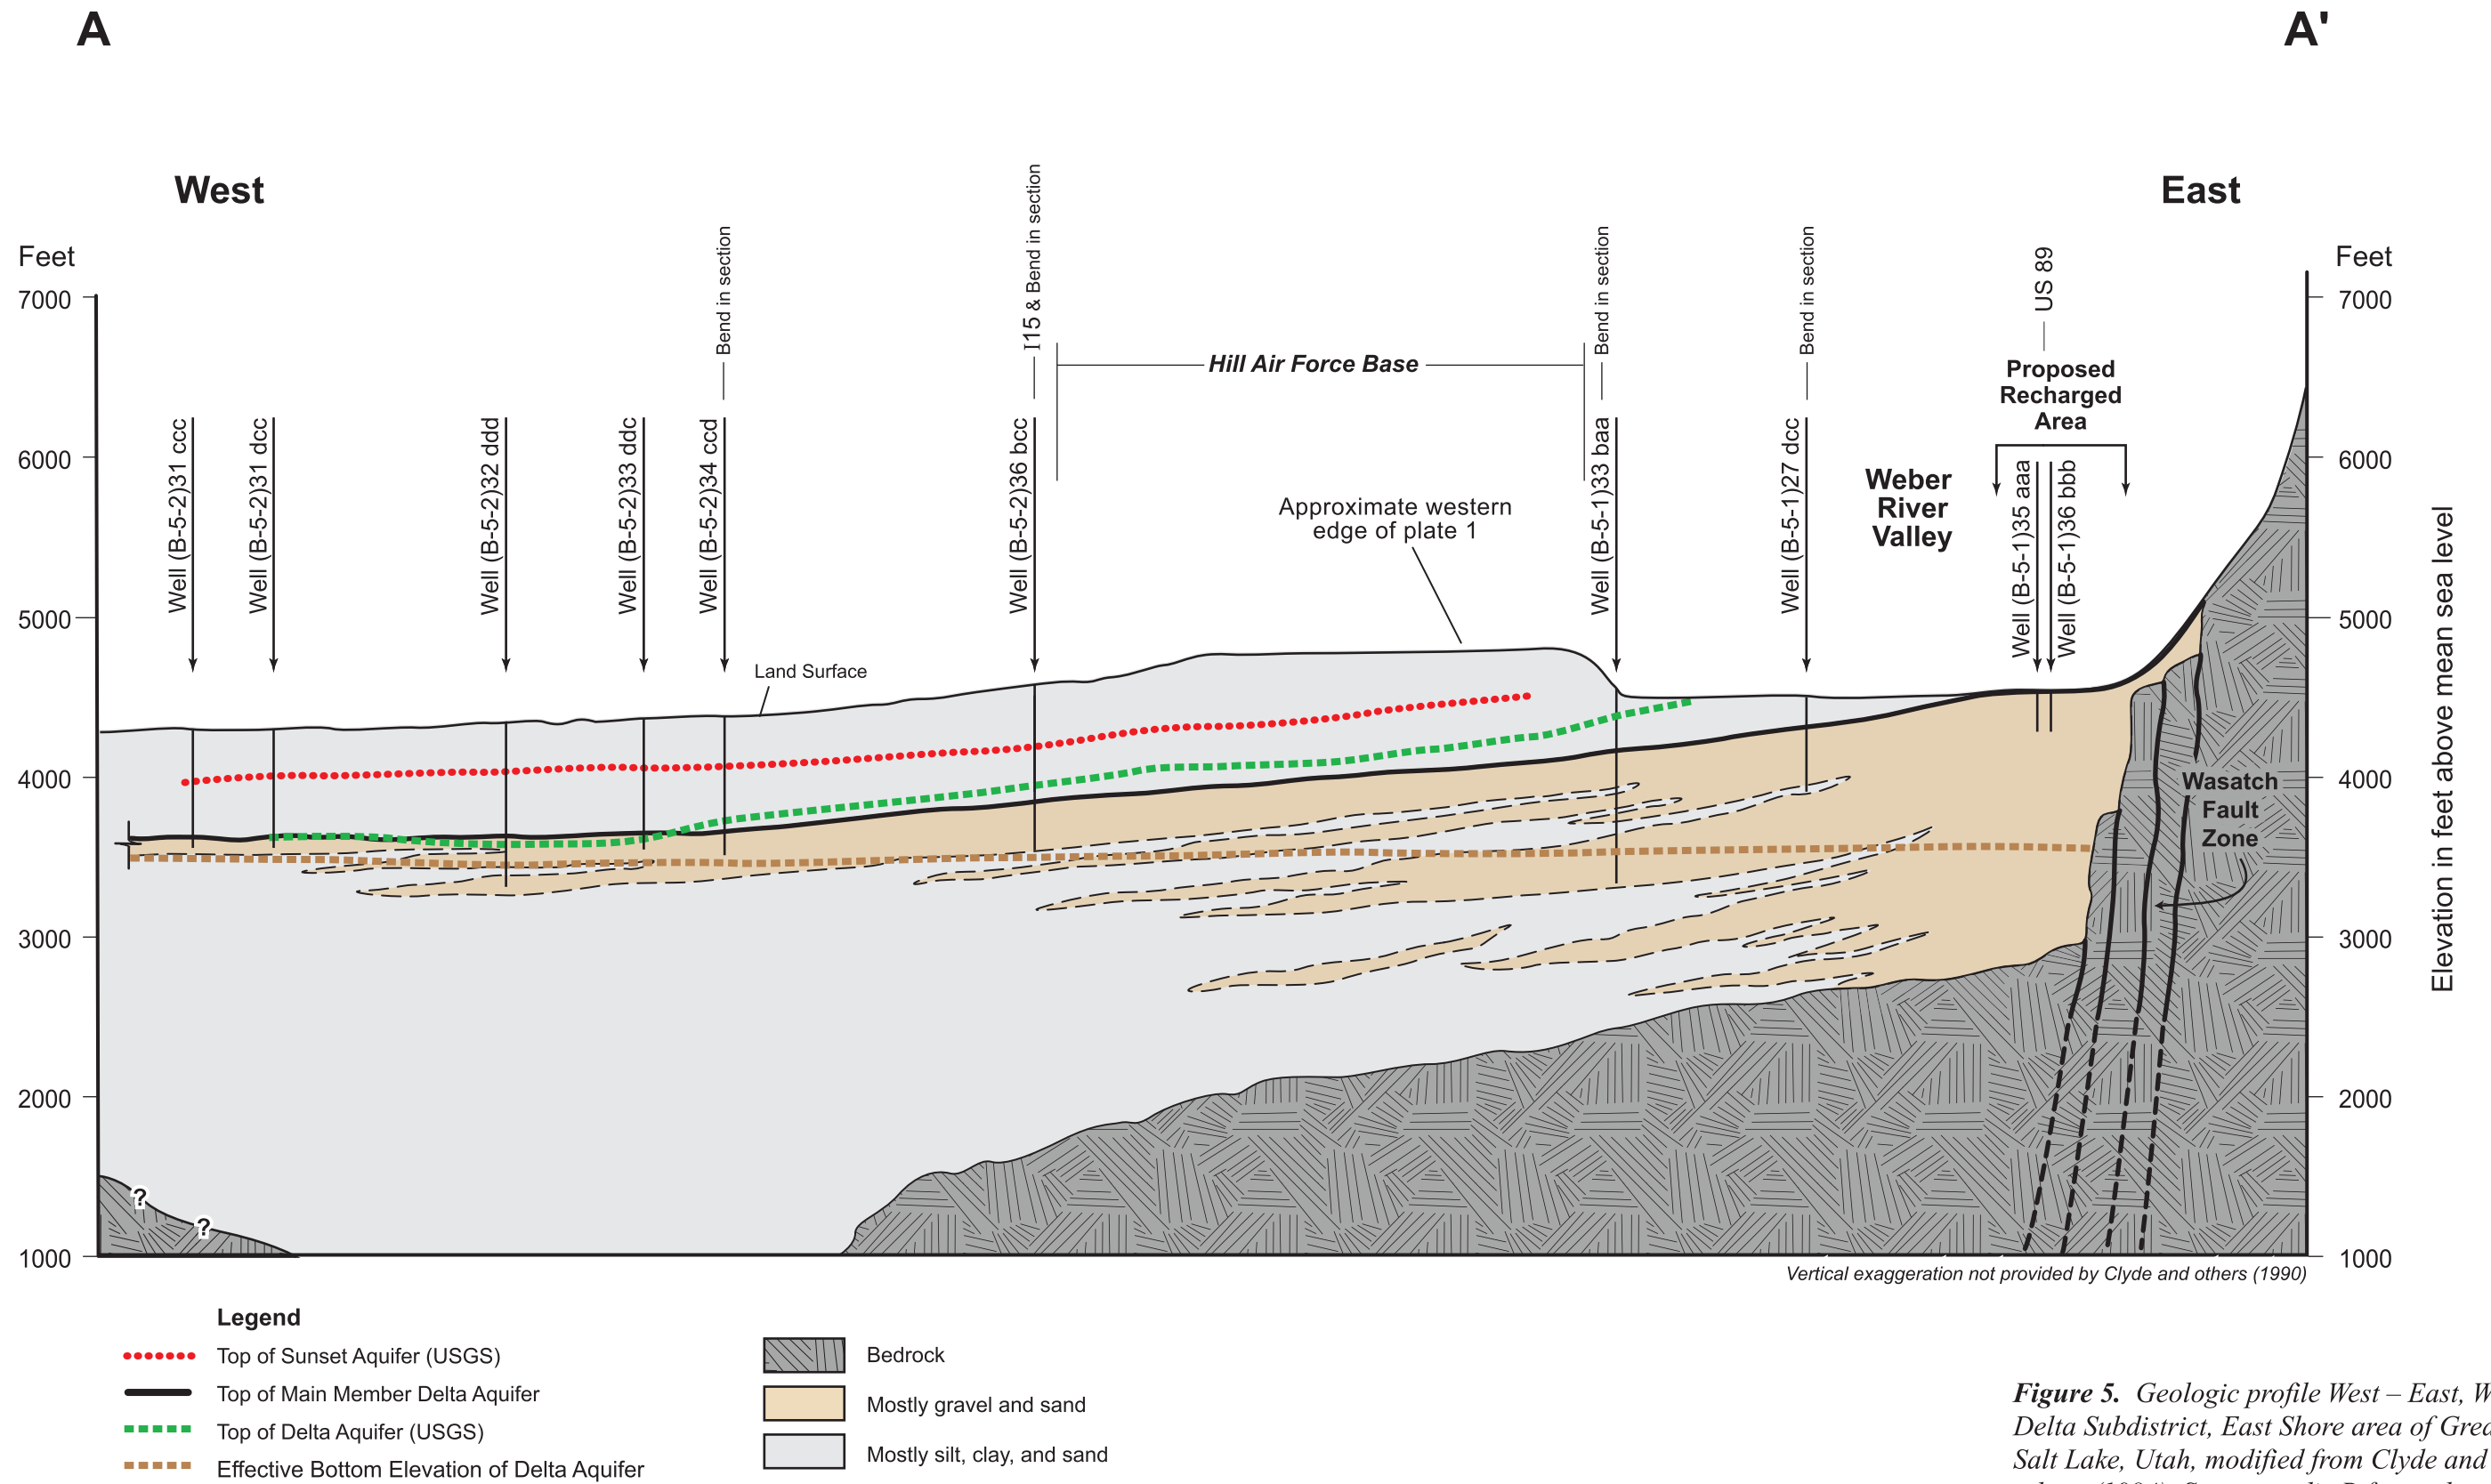 A
A'
West
East
Feet
Feet
7000
6000
5000
4000
3000
2000
1000
7000
6000
5000
4000
3000
2000
1000
Elevation in feet above mean sea level
Well (B-5-2)31 ccc
Well (B-5-2)31 dcc
Well (B-5-2)32 ddd
Well (B-5-2)33 ddc
Bend in section
Well (B-5-2)34 ccd
I15 & Bend in section
Well (B-5-2)36 bcc
Hill Air Force Base
Bend in section
Well (B-5-1)33 baa
Bend in section
Well (B-5-1)27 dcc
US 89
Proposed
Recharged
Area
Well (B-5-1)35 aaa
Well (B-5-1)36 bbb
Weber
River
Valley
Approximate western
edge of plate 1
Land Surface
Wasatch
Fault
Zone
?
?
Vertical exaggeration not provided by Clyde and others (1990)
Legend
Top of Sunset Aquifer (USGS)
Top of Main Member Delta Aquifer
Top of Delta Aquifer (USGS)
Effective Bottom Elevation of Delta Aquifer
Bedrock
Mostly gravel and sand
Mostly silt, clay, and sand
Figure 5. Geologic profile West – East, W
Delta Subdistrict, East Shore area of Grea
Salt Lake, Utah, modified from Clyde and